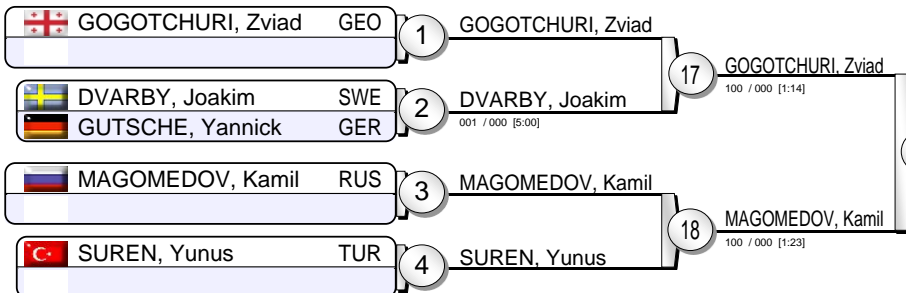 GOGOTCHURI, Zviad GEO
1
GOGOTCHURI, Zviad
DVARBY, Joakim SWE
GUTSCHE, Yannick GER
2
DVARBY, Joakim
001 / 000 [5:00]
17
GOGOTCHURI, Zviad
100 / 000 [1:14]
MAGOMEDOV, Kamil RUS
3
MAGOMEDOV, Kamil
SUREN, Yunus TUR
4
SUREN, Yunus
18
MAGOMEDOV, Kamil
100 / 000 [1:23]